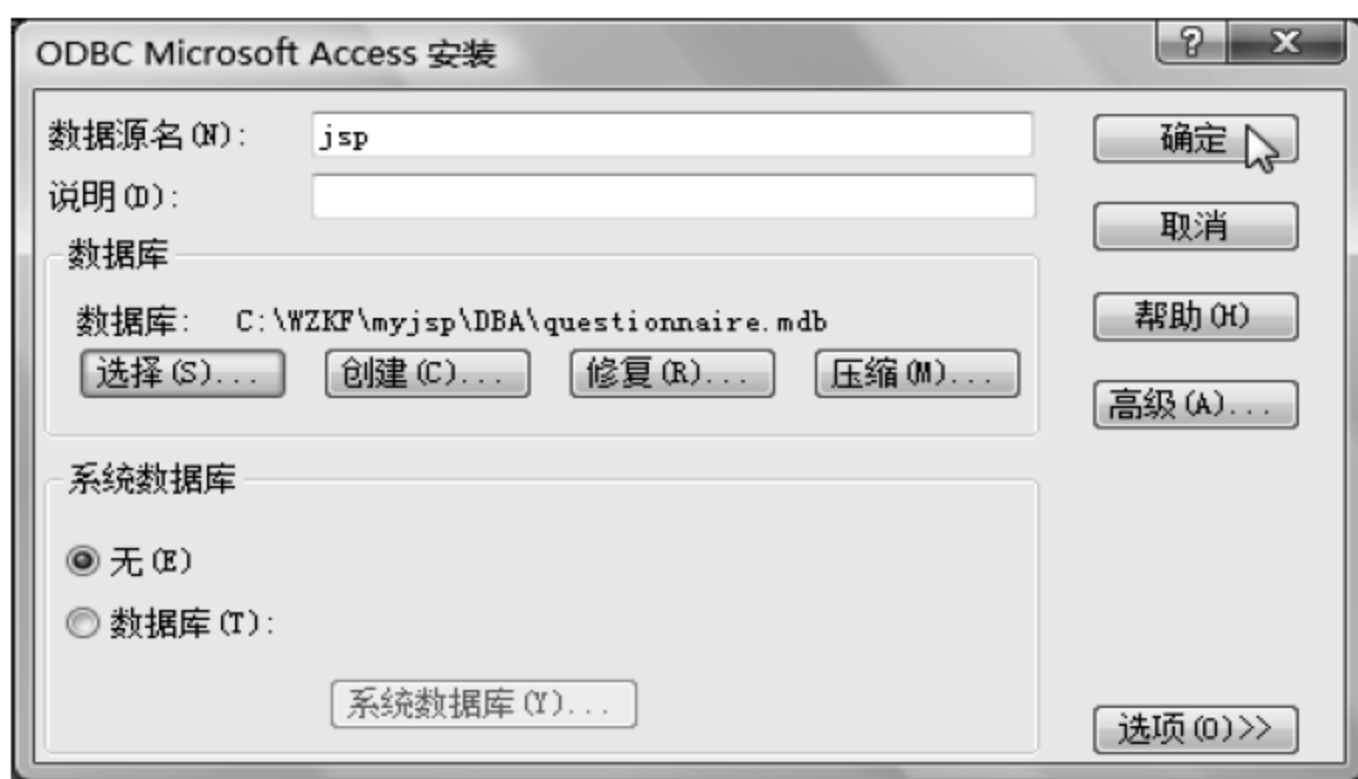 ODBC Microsoft Access 安装
数据源名(N): jsp 确定
说明(D): 取消
数据库
数据库: C:\WZKF\myjsp\DBA\questionnaire.mdb 帮助(H)
选择(S)... 创建(C)... 修复(R)... 压缩(M)... 高级(A)...
系统数据库
无(E)
数据库(T):
系统数据库(Y)... 选项(O)>>